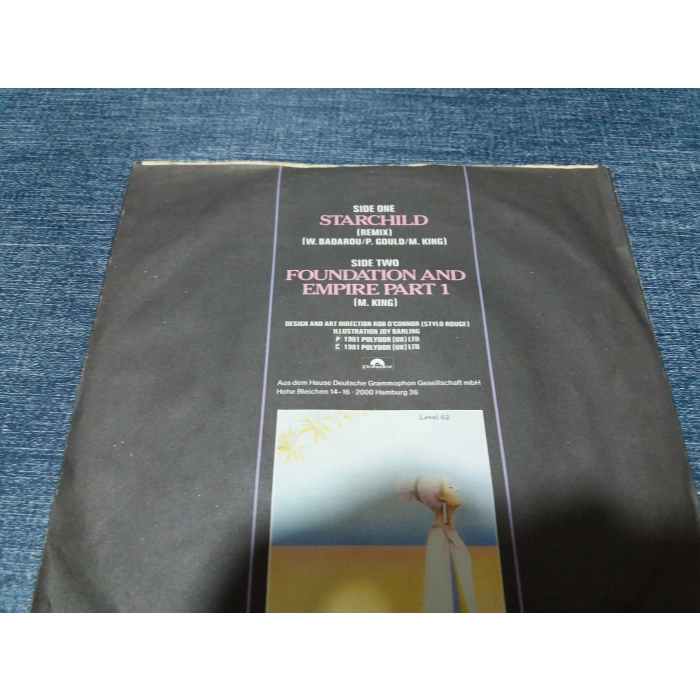 SIDE ONE
STARCHILD
(REMIX)
(W. BADAROU/P. GOULD/M. KING)
SIDE TWO
FOUNDATION AND
EMPIRE PART 1
(M. KING)
DESIGN AND ART DIRECTION ROB O'CONNOR (STYLO ROUGE)
ILLUSTRATION JOY BARLING
P 1981 POLYDOR (UK) LTD
C 1981 POLYDOR (UK) LTD
Polydor
Aus dem Hause Deutsche Grammophon Gesellschaft mbH
Hohe Bleichen 14-16 · 2000 Hamburg 36
Level 42